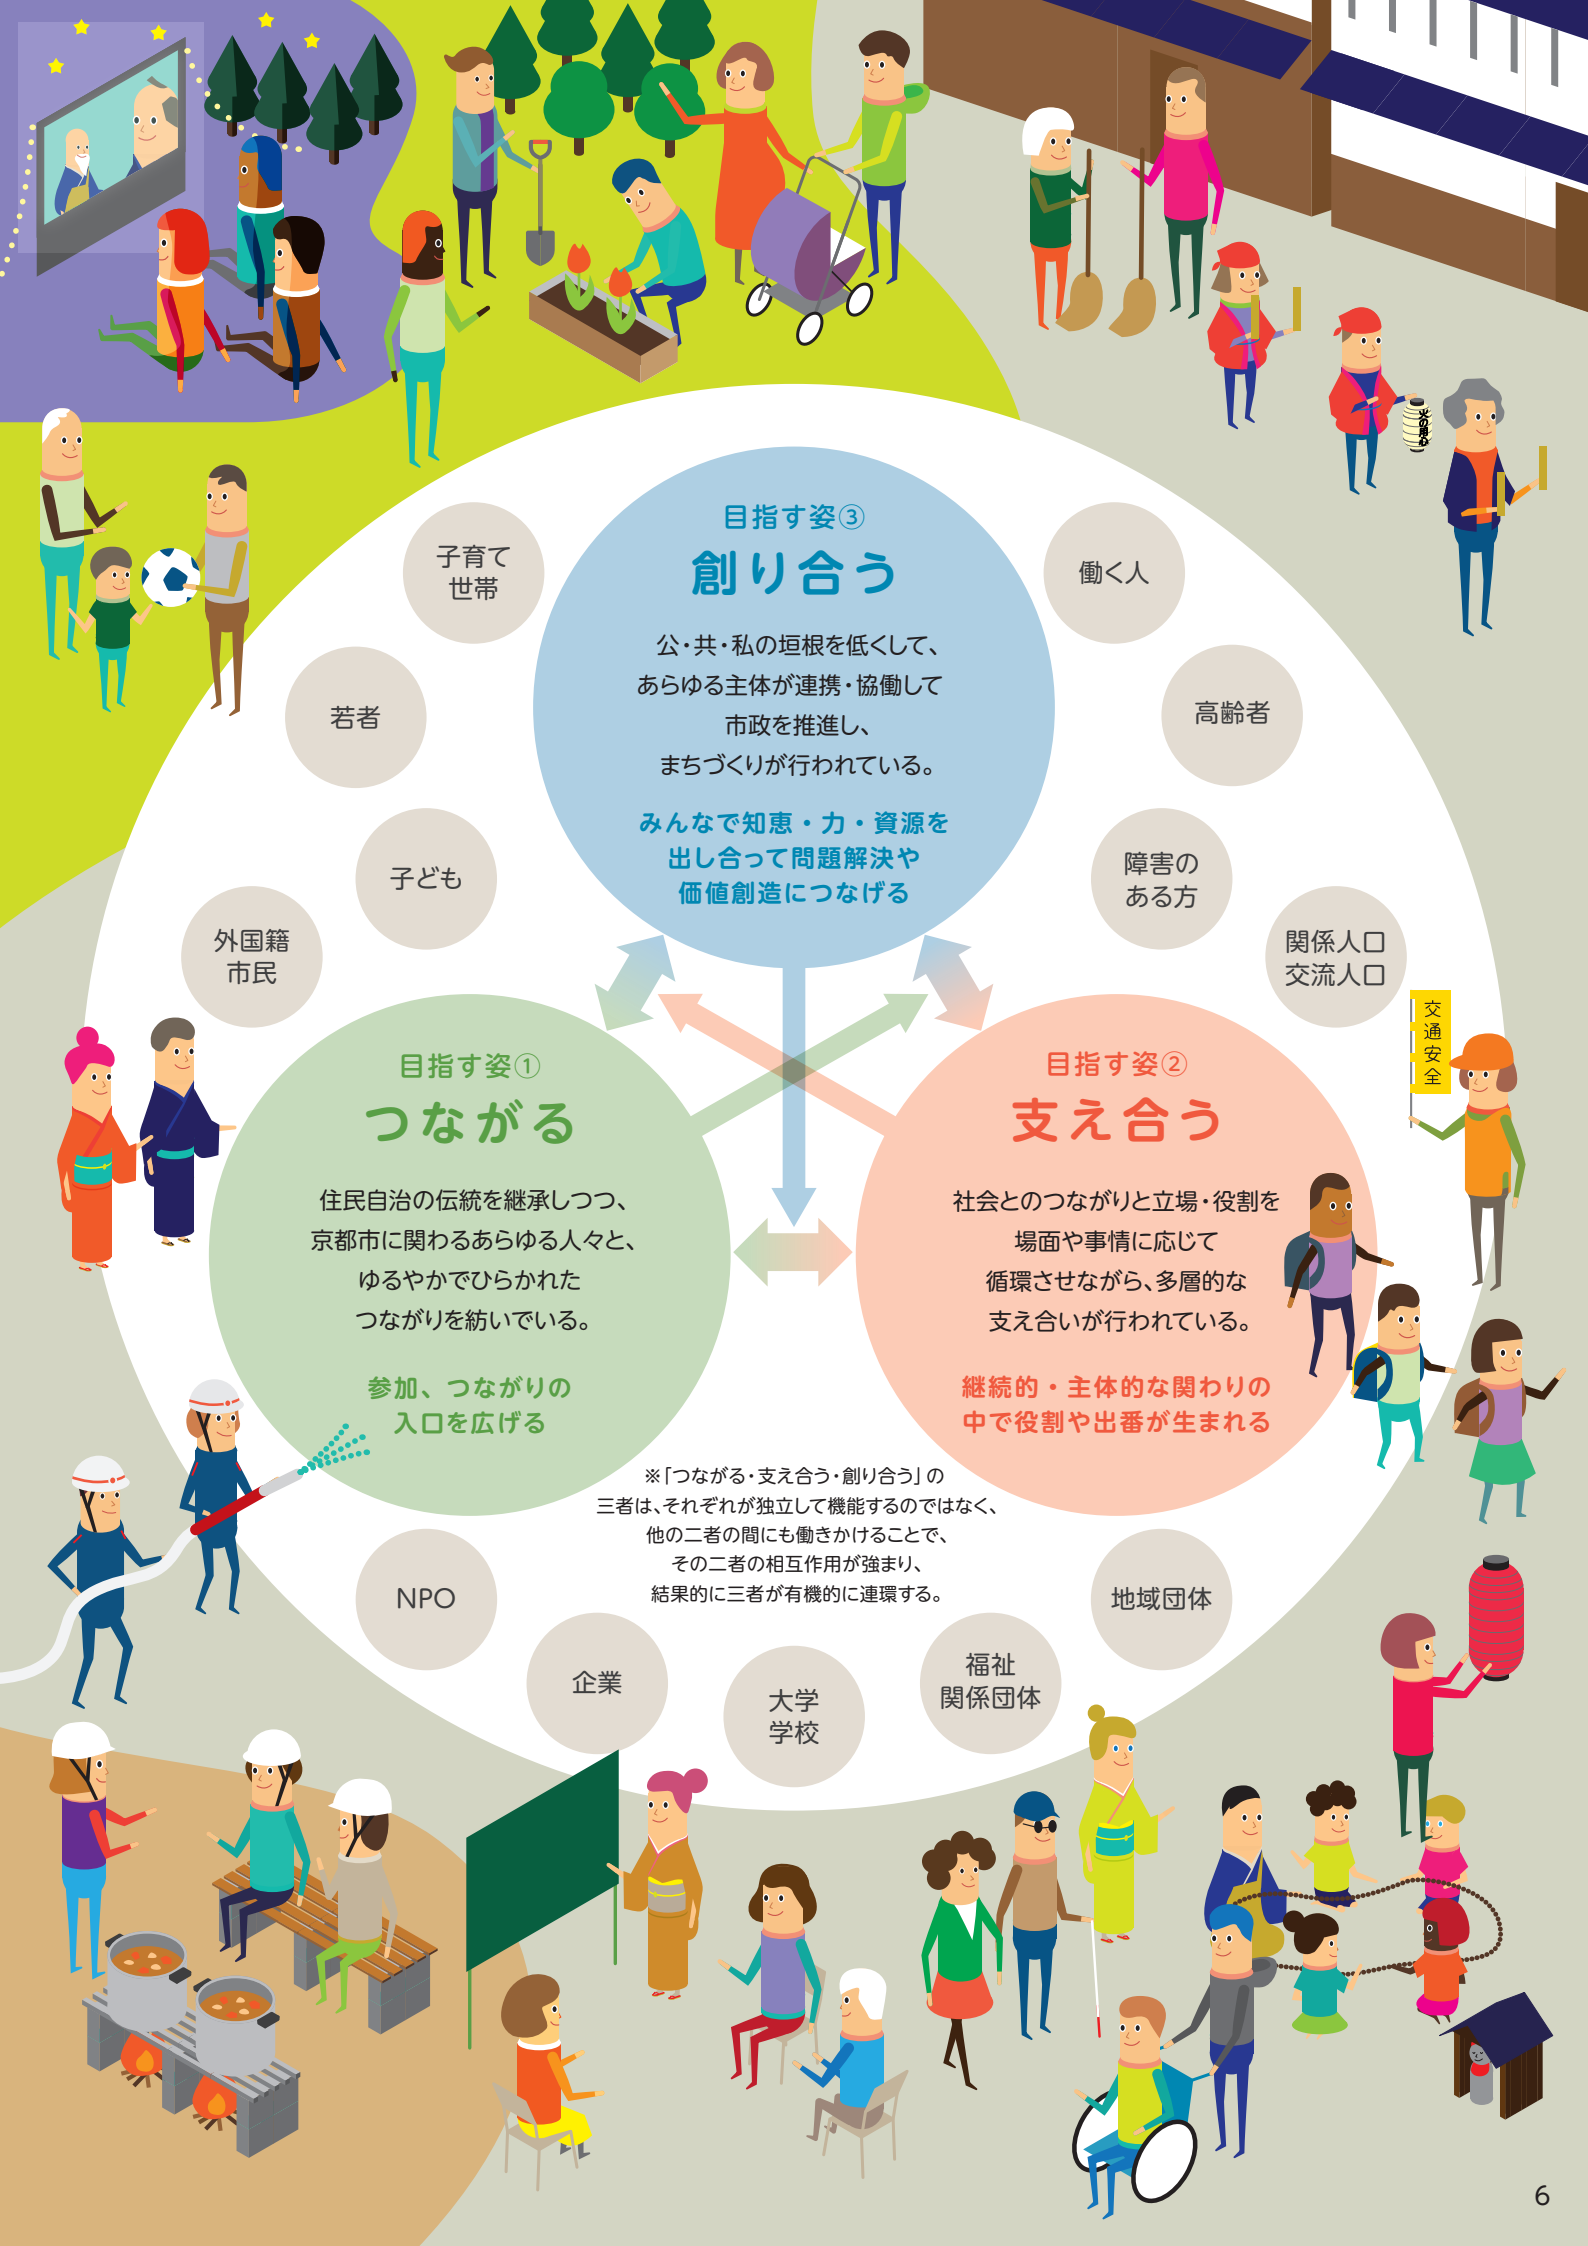 火の用心
目指す姿③
創り合う
公・共・私の垣根を低くして、
あらゆる主体が連携・協働して
市政を推進し、
まちづくりが行われている。
みんなで知恵・力・資源を
出し合って問題解決や
価値創造につなげる
子育て
世帯
若者
子ども
外国籍
市民
働く人
高齢者
障害の
ある方
関係人口
交流人口
交通安全
目指す姿①
つながる
住民自治の伝統を継承しつつ、
京都市に関わるあらゆる人々と、
ゆるやかでひらかれた
つながりを紡いでいる。
参加、つながりの
入口を広げる
目指す姿②
支え合う
社会とのつながりと立場・役割を
場面や事情に応じて
循環させながら、多層的な
支え合いが行われている。
継続的・主体的な関わりの
中で役割や出番が生まれる
※「つながる・支え合う・創り合う」の
三者は、それぞれが独立して機能するのではなく、
他の二者の間にも働きかけることで、
その二者の相互作用が強まり、
結果的に三者が有機的に連環する。
NPO
企業
大学
学校
福祉
関係団体
地域団体
6